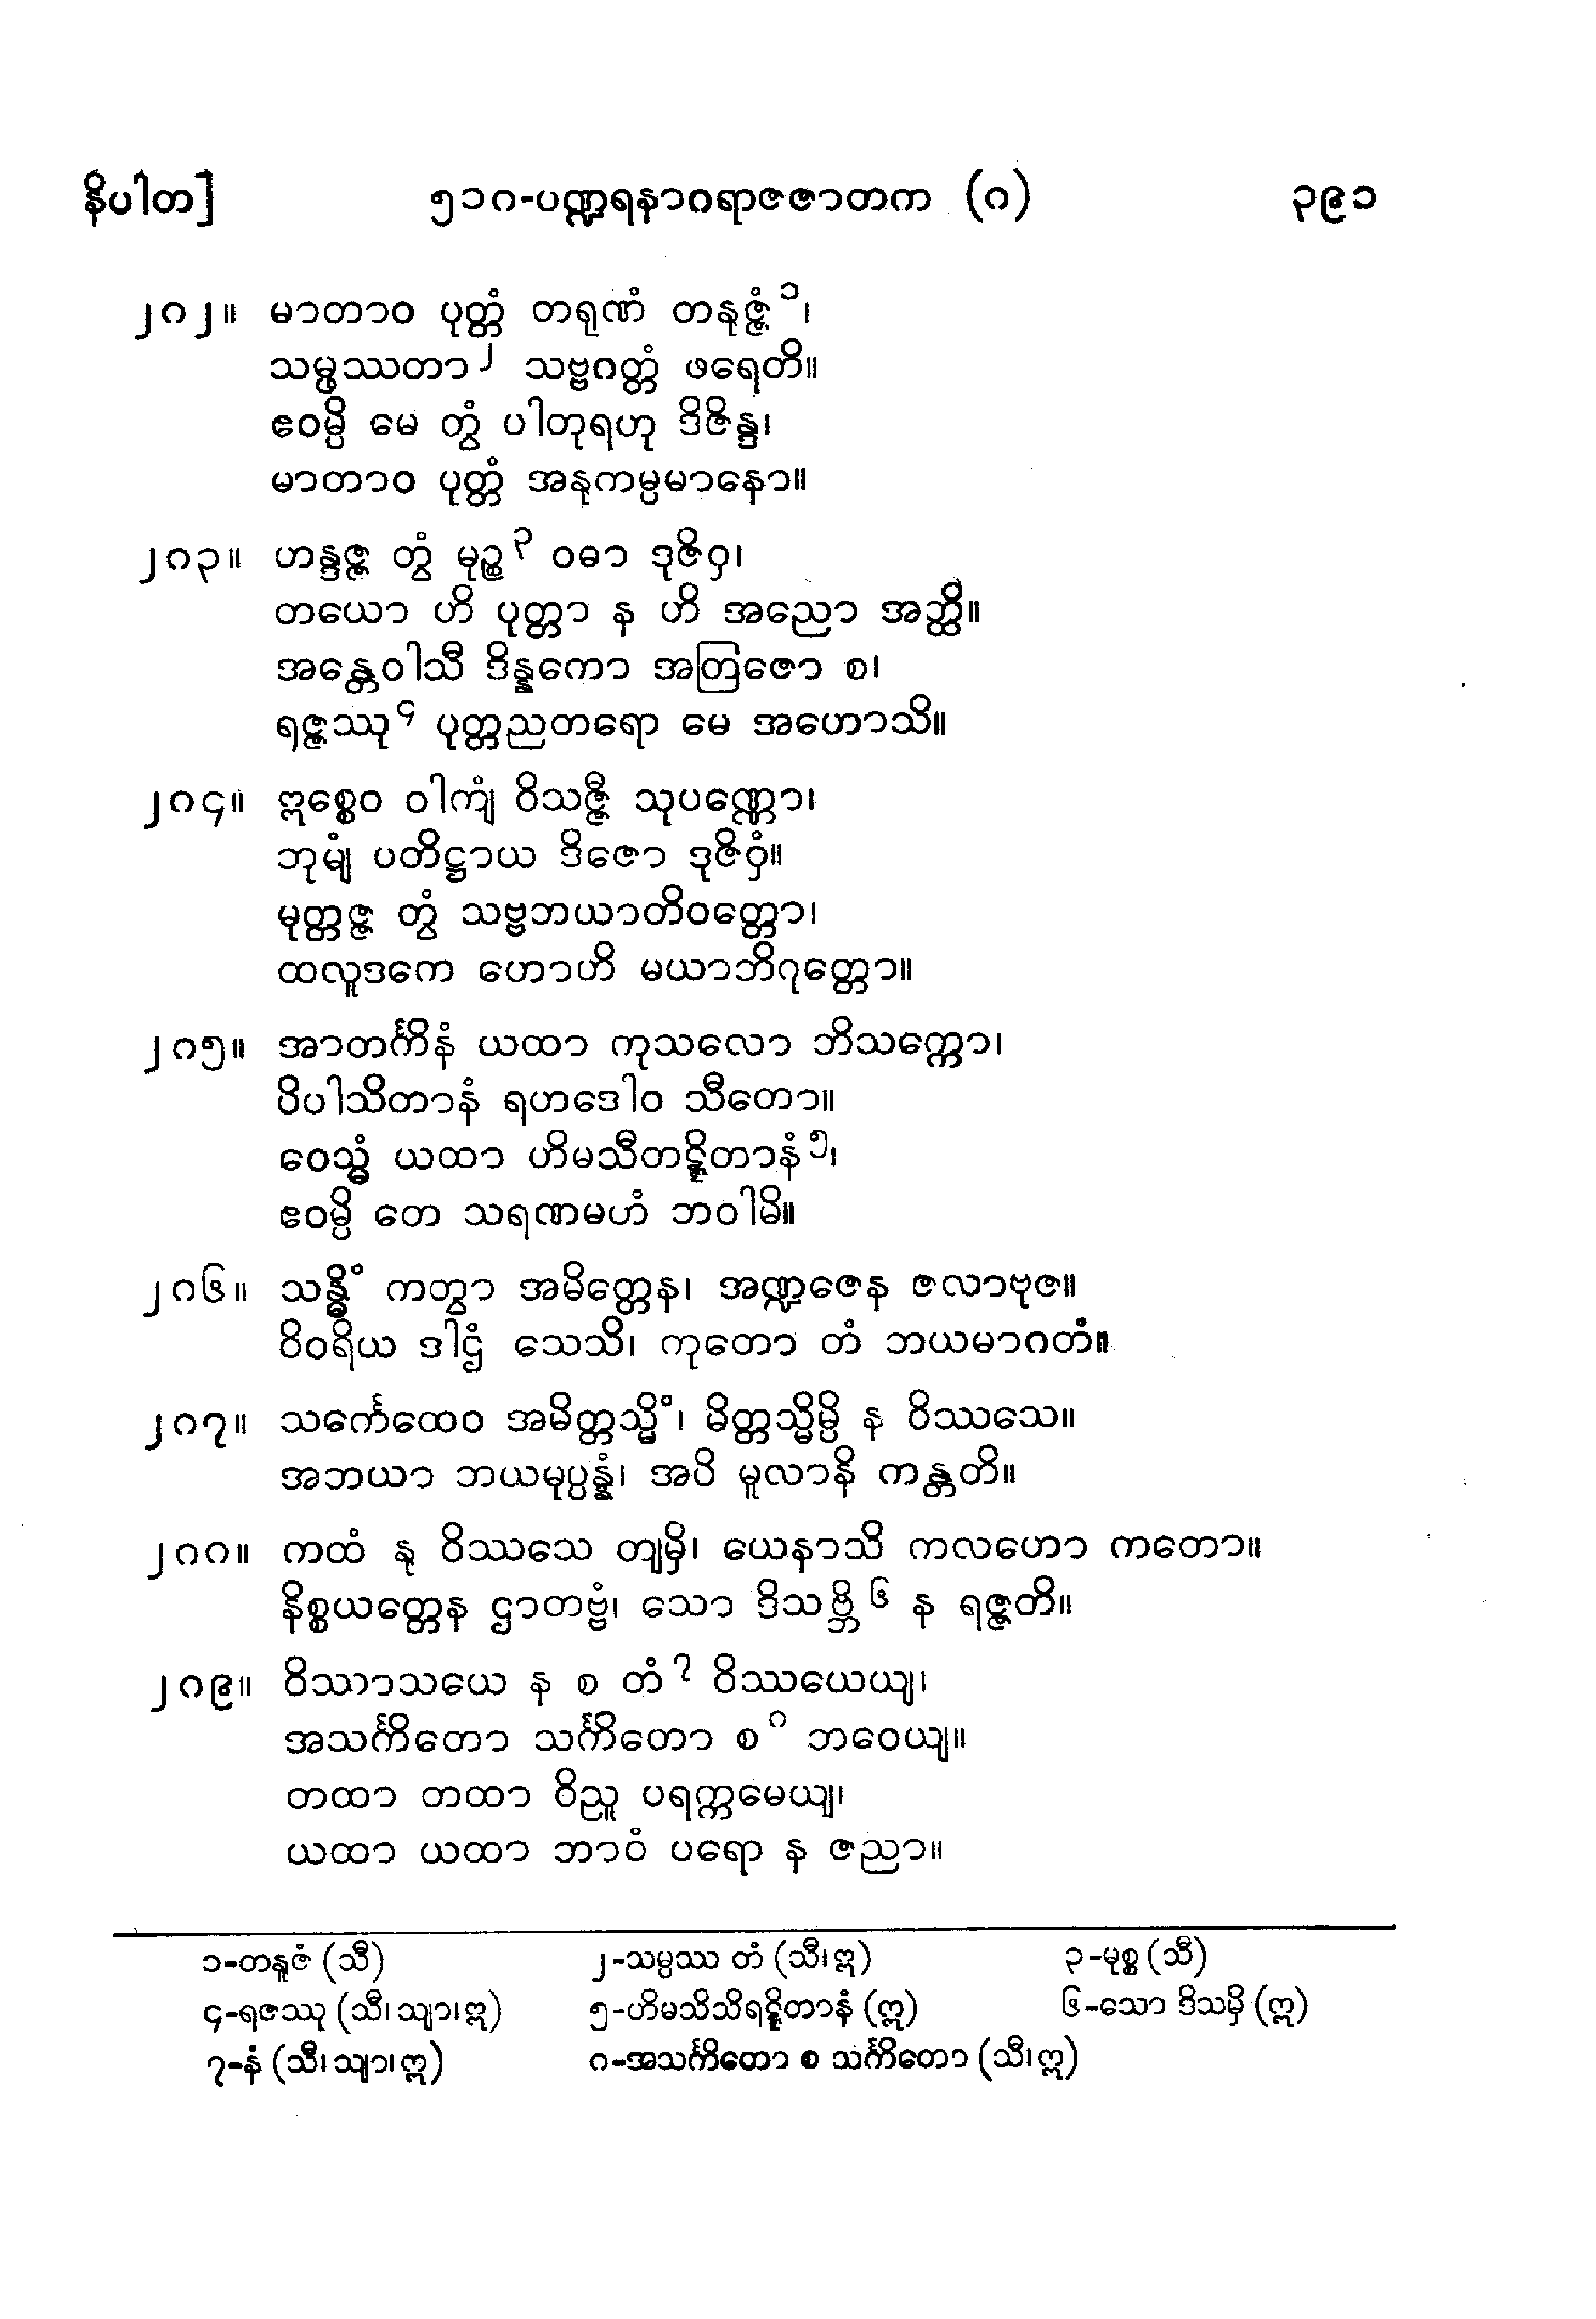 နိပါတ] ၅၁၈-ပဏ္ဍရနာဂရာဇဇာတက (၈) ၃၉၁
၂၈၂။ မာတာဝ ပုတ္တံ တရုဏံ တနုဇ္ဇံ၁၊
သမ္ဖဿတာ၂ သဗ္ဗဂတ္တံ ဖရေတိ။
ဧဝမ္ပိ မေ တွံ ပါတုရဟု ဒိဇိန္ဒ၊
မာတာဝ ပုတ္တံ အနုကမ္ပမာနော။
၂၈၃။ ဟန္ဒဇ္ဇ တွံ မုဉ္စ၃ ဝဓာ ဒုဇိဝှ၊
တယော ဟိ ပုတ္တာ န ဟိ အညော အတ္ထိ။
အန္တေဝါသီ ဒိန္နကော အတြဇော စ၊
ရဇ္ဇဿု၄ ပုတ္တညတရော မေ အဟောသိ။
၂၈၄။ ဣစ္စေဝ ဝါကျံ ဝိသဇ္ဇီ သုပဏ္ဏော၊
ဘုမျံ ပတိဋ္ဌာယ ဒိဇော ဒုဇိဝှံ။
မုတ္တဇ္ဇ တွံ သဗ္ဗဘယာတိဝတ္တော၊
ထလူဒကေ ဟောဟိ မယာဘိဂုတ္တော။
၂၈၅။ အာတင်္ကိနံ ယထာ ကုသလော ဘိသက္ကော၊
ပိပါသိတာနံ ရဟဒေါဝ သီတော။
ဝေသ္မံ ယထာ ဟိမသီတဋ္ဋိတာနံ၅၊
ဧဝမ္ပိ တေ သရဏမဟံ ဘဝါမိ။
၂၈၆။ သန္ဓိံ ကတွာ အမိတ္တေန၊ အဏ္ဍဇေန ဇလာဗုဇ။
ဝိဝရိယ ဒါဌံ သေသိ၊ ကုတော တံ ဘယမာဂတံ။
၂၈၇။ သင်္ကေထေဝ အမိတ္တသ္မိံ၊ မိတ္တသ္မိမ္ပိ န ဝိဿသေ။
အဘယာ ဘယမုပ္ပန္နံ၊ အပိ မူလာနိ ကန္တတိ။
၂၈၈။ ကထံ နု ဝိဿသေ တျမှိ၊ ယေနာသိ ကလဟော ကတော။
နိစ္စယတ္တေန ဌာတဗ္ဗံ၊ သော ဒိသဗ္ဘိ၆ န ရဇ္ဇတိ။
၂၈၉။ ဝိဿာသယေ န စ တံ၇ ဝိဿယေယျ၊
အသင်္ကိတော သင်္ကိတော စ၈ ဘဝေယျ။
တထာ တထာ ဝိညူ ပရက္ကမေယျ၊
ယထာ ယထာ ဘာဝံ ပရော န ဇညာ။
၁-တနူဇံ (သီ) ၂-သမ္ပဿ တံ (သီ၊ဣ) ၃-မုစ္စ (သီ)
၄-ရဇဿု (သီ၊သျာ၊ဣ) ၅-ဟိမသိသိရဋ္ဋိတာနံ (ဣ) ၆-သော ဒိသမှိ (ဣ)
၇-နံ (သီ၊သျာ၊ဣ) ၈-အသင်္ကိတော စ သင်္ကိတော (သီ၊ဣ)